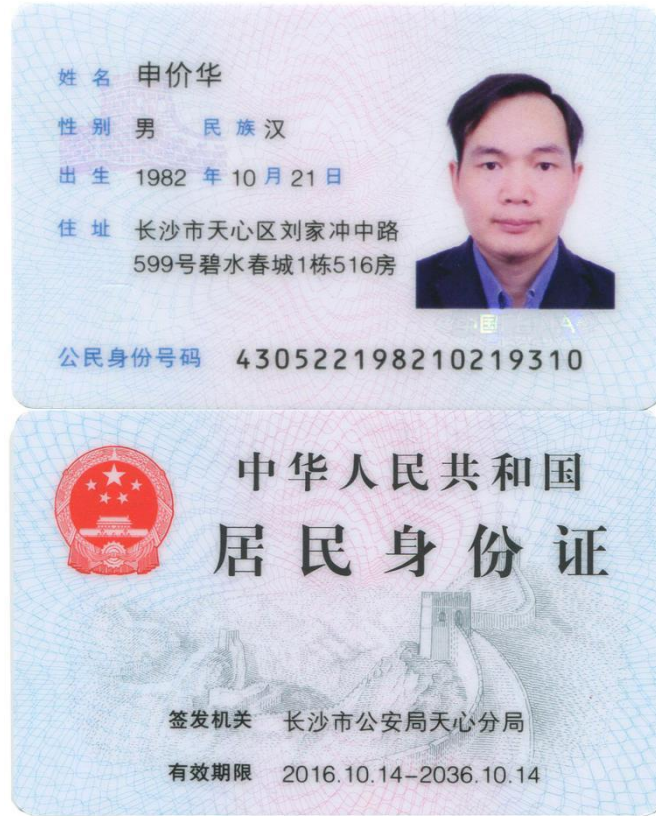 姓名 申价华
性别 男 民族 汉
出生 1982 年 10 月 21 日
住址 长沙市天心区刘家冲中路
599号碧水春城1栋516房
公民身份号码 430522198210219310
中华人民共和国
居民身份证
签发机关 长沙市公安局天心分局
有效期限 2016.10.14-2036.10.14